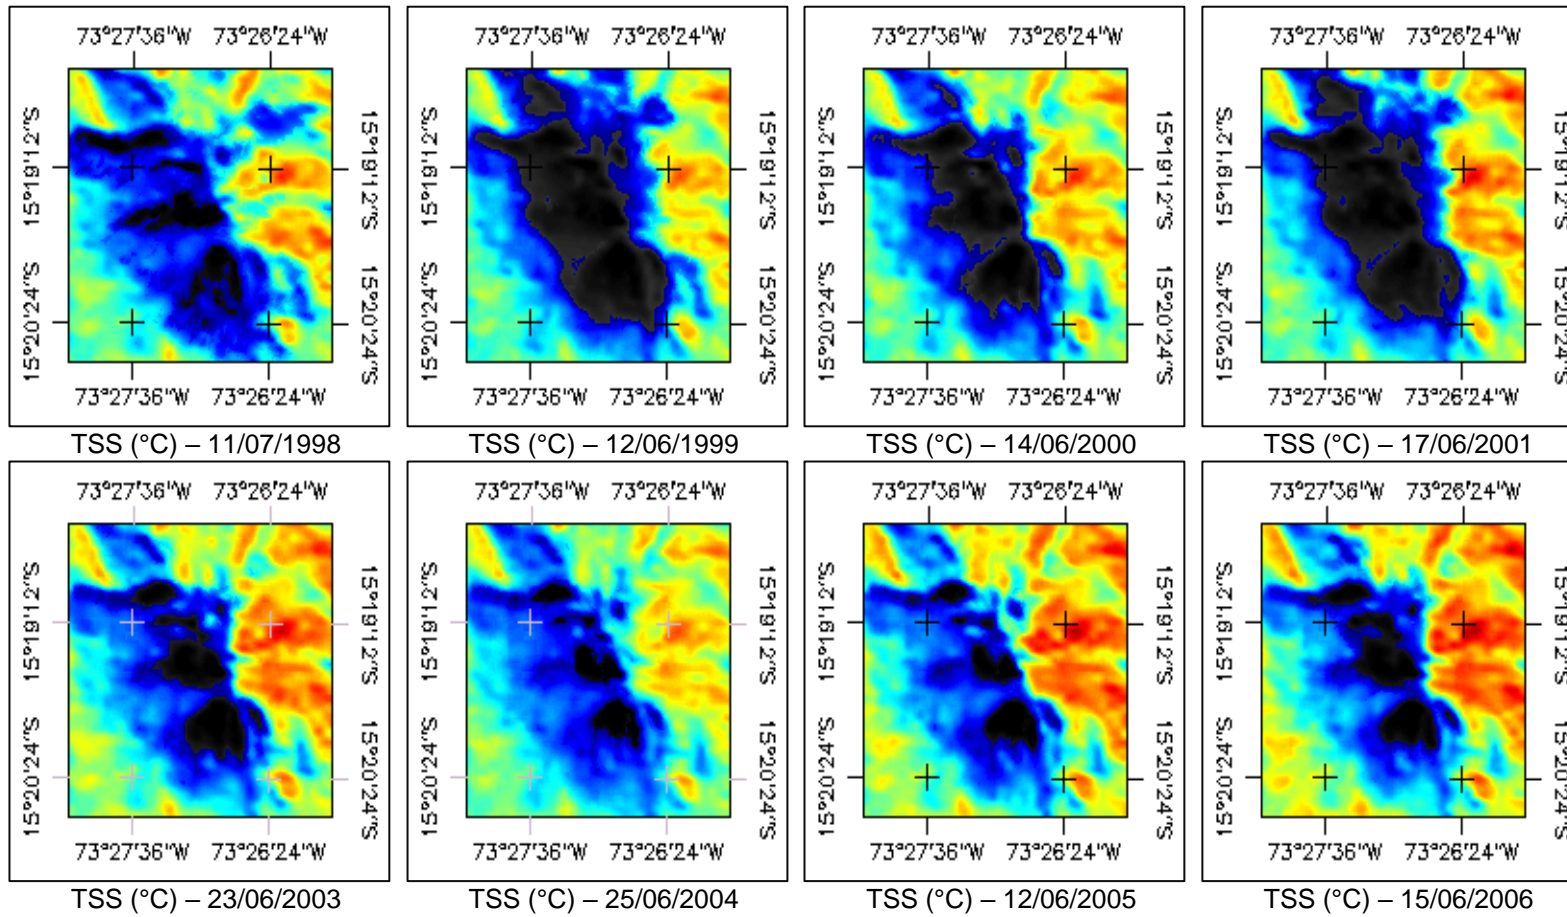 73°27'36"W 73°26'24"W
15°19'12"S 15°19'12"S
15°20'24"S 15°20'24"S
73°27'36"W 73°26'24"W
TSS (°C) – 11/07/1998
73°27'36"W 73°26'24"W
15°19'12"S 15°19'12"S
15°20'24"S 15°20'24"S
73°27'36"W 73°26'24"W
TSS (°C) – 12/06/1999
73°27'36"W 73°26'24"W
15°19'12"S 15°19'12"S
15°20'24"S 15°20'24"S
73°27'36"W 73°26'24"W
TSS (°C) – 14/06/2000
73°27'36"W 73°26'24"W
15°19'12"S 15°19'12"S
15°20'24"S 15°20'24"S
73°27'36"W 73°26'24"W
TSS (°C) – 17/06/2001
73°27'36"W 73°26'24"W
15°19'12"S 15°19'12"S
15°20'24"S 15°20'24"S
73°27'36"W 73°26'24"W
TSS (°C) – 23/06/2003
73°27'36"W 73°26'24"W
15°19'12"S 15°19'12"S
15°20'24"S 15°20'24"S
73°27'36"W 73°26'24"W
TSS (°C) – 25/06/2004
73°27'36"W 73°26'24"W
15°19'12"S 15°19'12"S
15°20'24"S 15°20'24"S
73°27'36"W 73°26'24"W
TSS (°C) – 12/06/2005
73°27'36"W 73°26'24"W
15°19'12"S 15°19'12"S
15°20'24"S 15°20'24"S
73°27'36"W 73°26'24"W
TSS (°C) – 15/06/2006